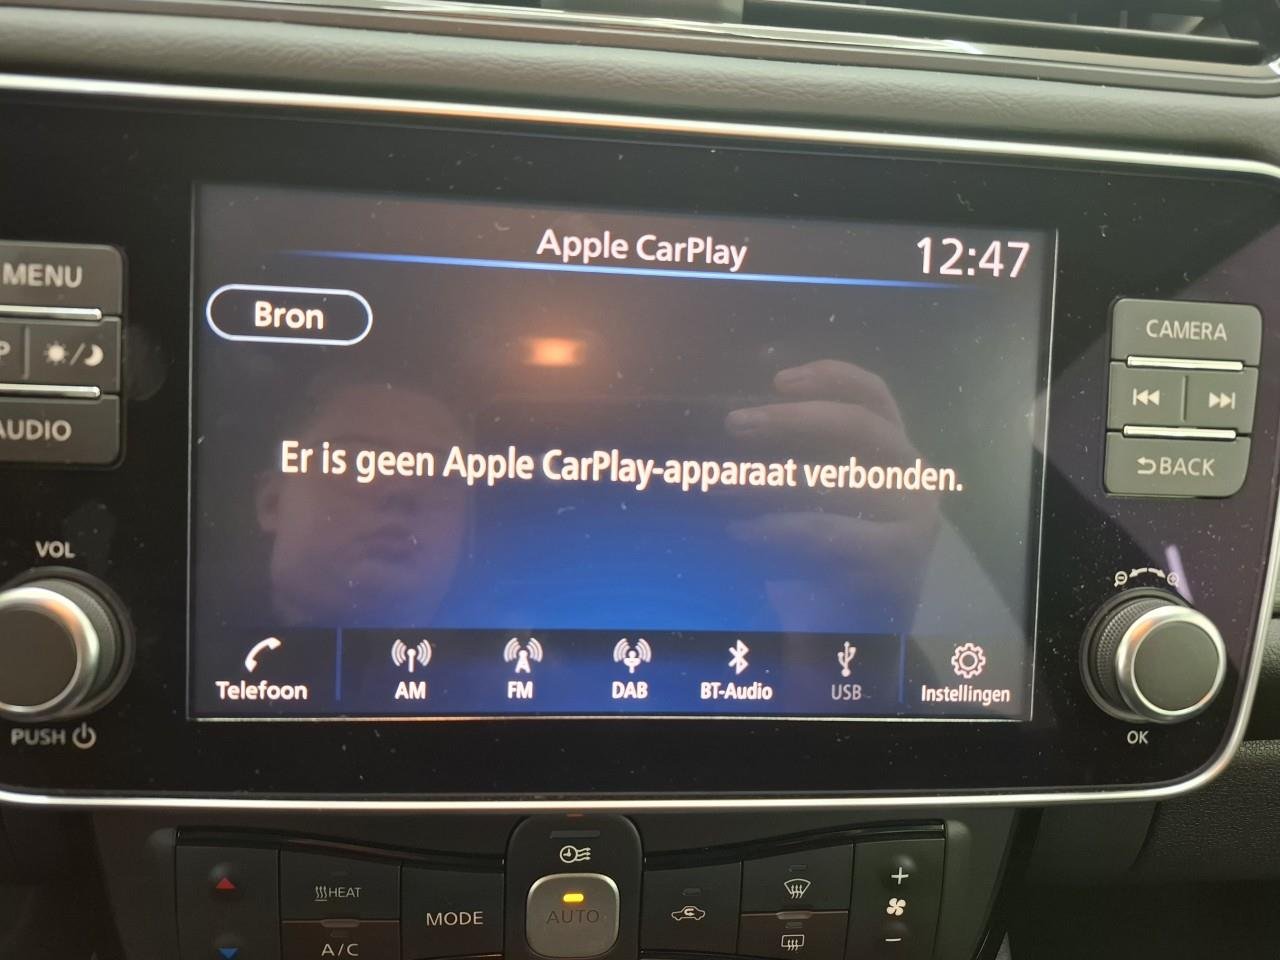 Apple CarPlay
12:47
Bron
Er is geen Apple CarPlay-apparaat verbonden.
Telefoon
AM
FM
DAB
BT-Audio
USB
Instellingen
MENU
P
AUDIO
VOL
PUSH
CAMERA
BACK
OK
HEAT
A/C
MODE
AUTO
+
−